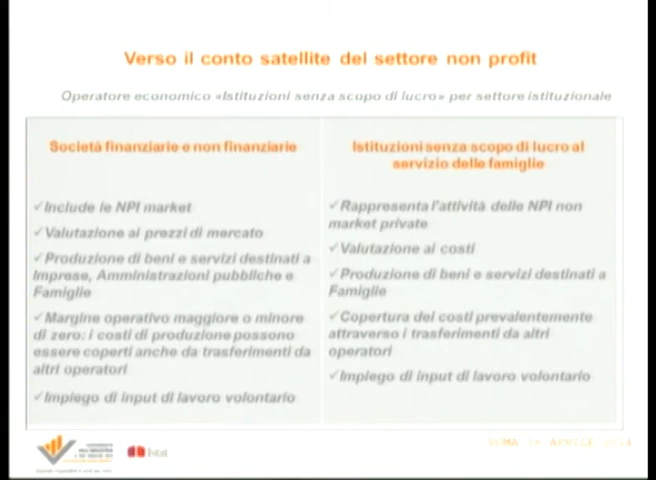 Verso il conto satellite del settore non profit
Operatore economico «Istituzioni senza scopo di lucro» per settore istituzionale
Società finanziarie e non finanziarie
✓Include le NPI market
✓Valutazione ai prezzi di mercato
✓Produzione di beni e servizi destinati a
Imprese, Amministrazioni pubbliche e
Famiglie
✓Margine operativo maggiore o minore
di zero: i costi di produzione possono
essere coperti anche da trasferimenti da
altri operatori
✓Impiego di input di lavoro volontario
Istituzioni senza scopo di lucro al
servizio delle famiglie
✓Rappresenta l'attività delle NPI non
market private
✓Valutazione ai costi
✓Produzione di beni e servizi destinati a
Famiglie
✓Copertura dei costi prevalentemente
attraverso i trasferimenti da altri
operatori
✓Impiego di input di lavoro volontario
Istat
ROMA APRILE